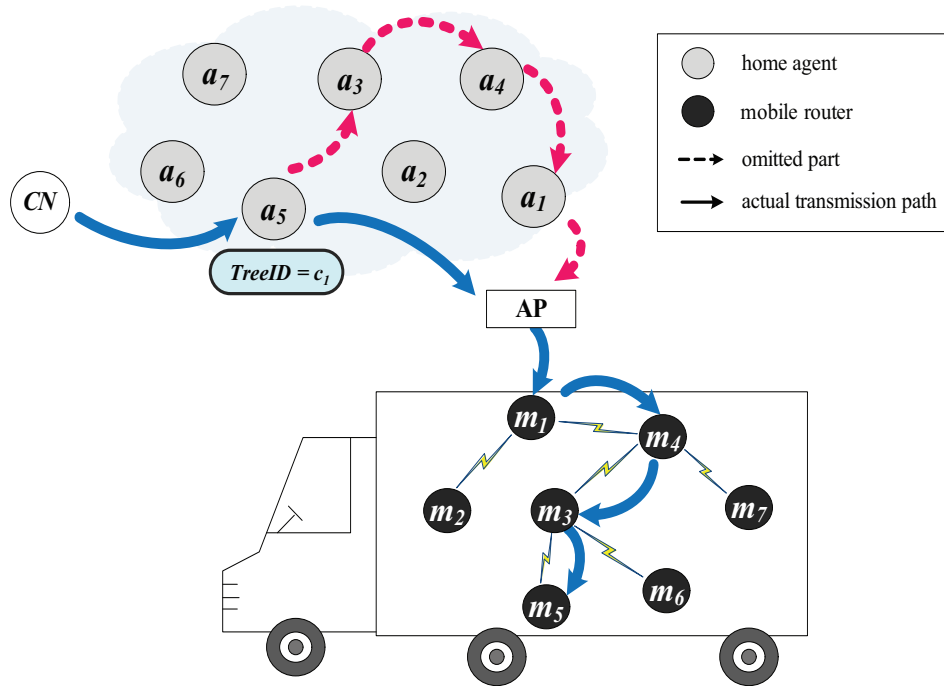 a7
a3
a4
a6
a5
a2
a1
CN
TreeID = c1
AP
home agent
mobile router
omitted part
actual transmission path
m1
m4
m2
m3
m7
m5
m6